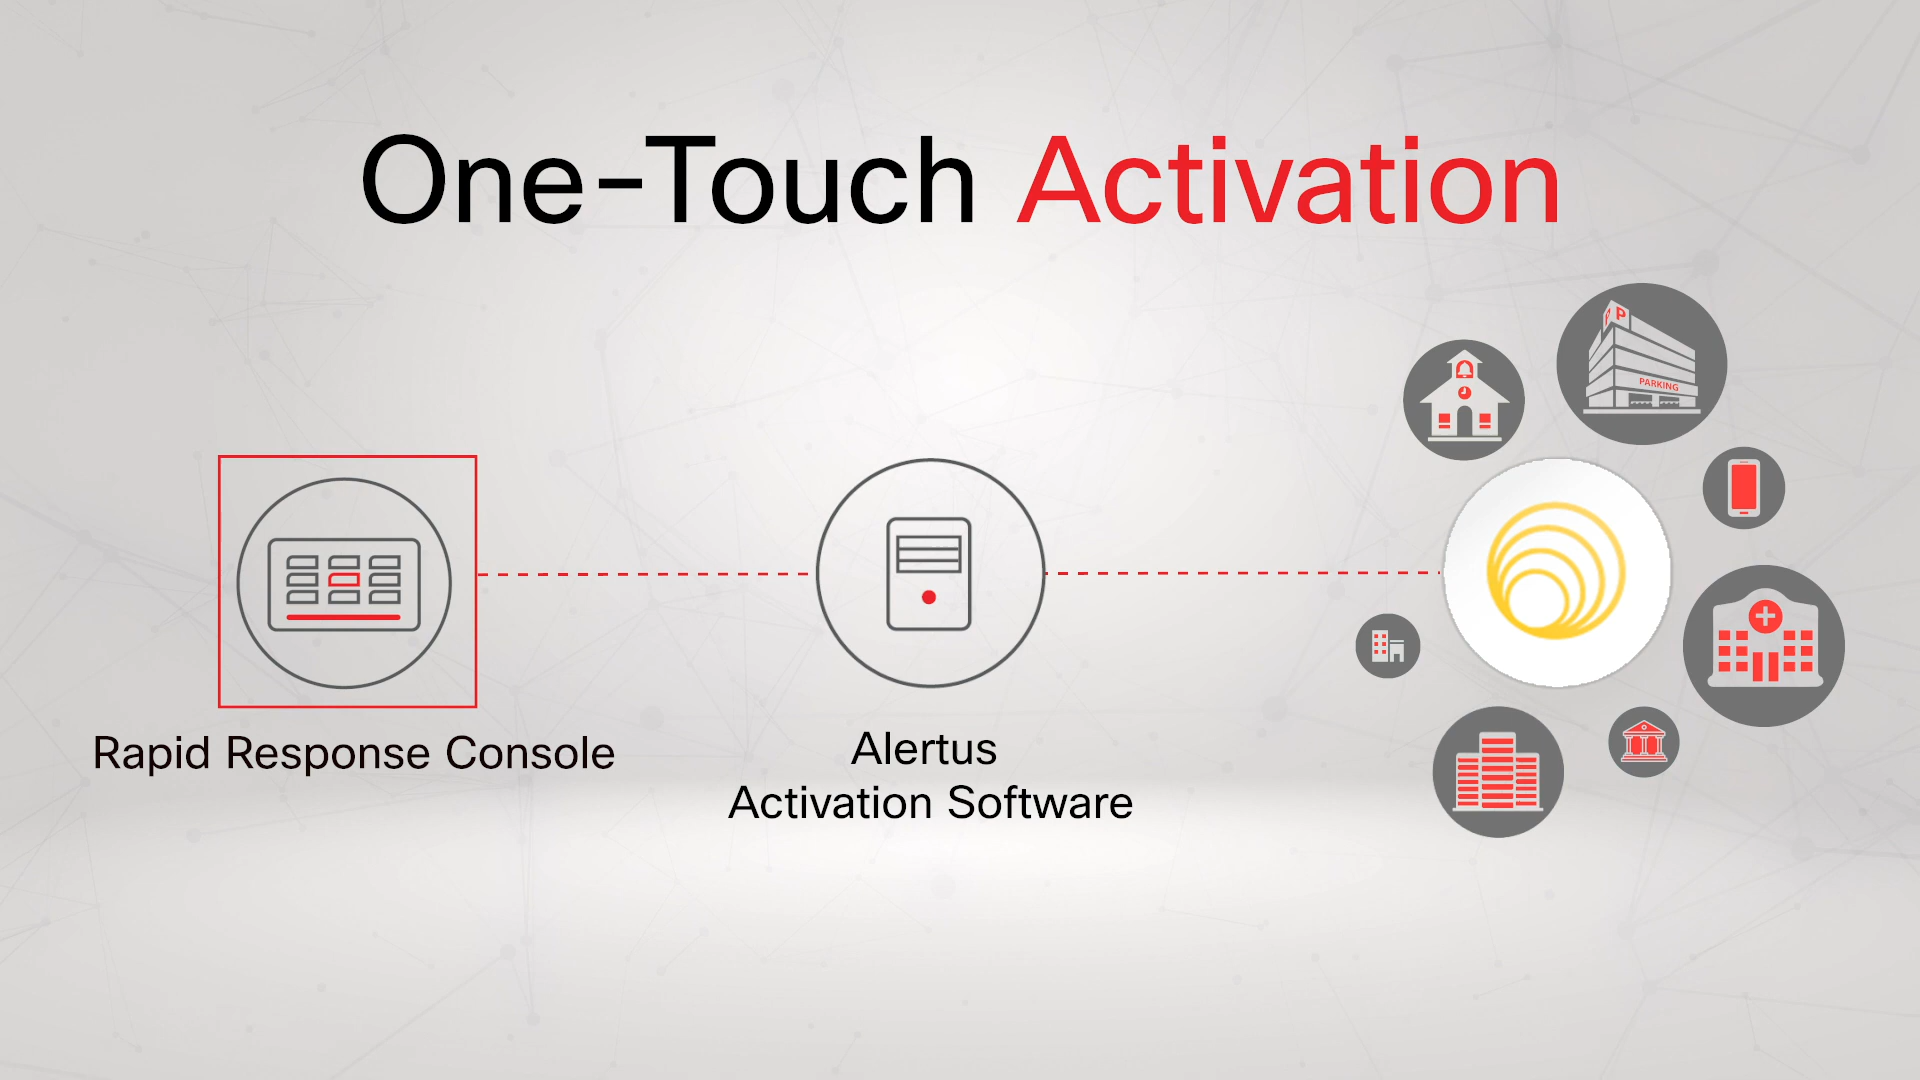 One-Touch Activation
P
PARKING
Rapid Response Console
Alertus
Activation Software